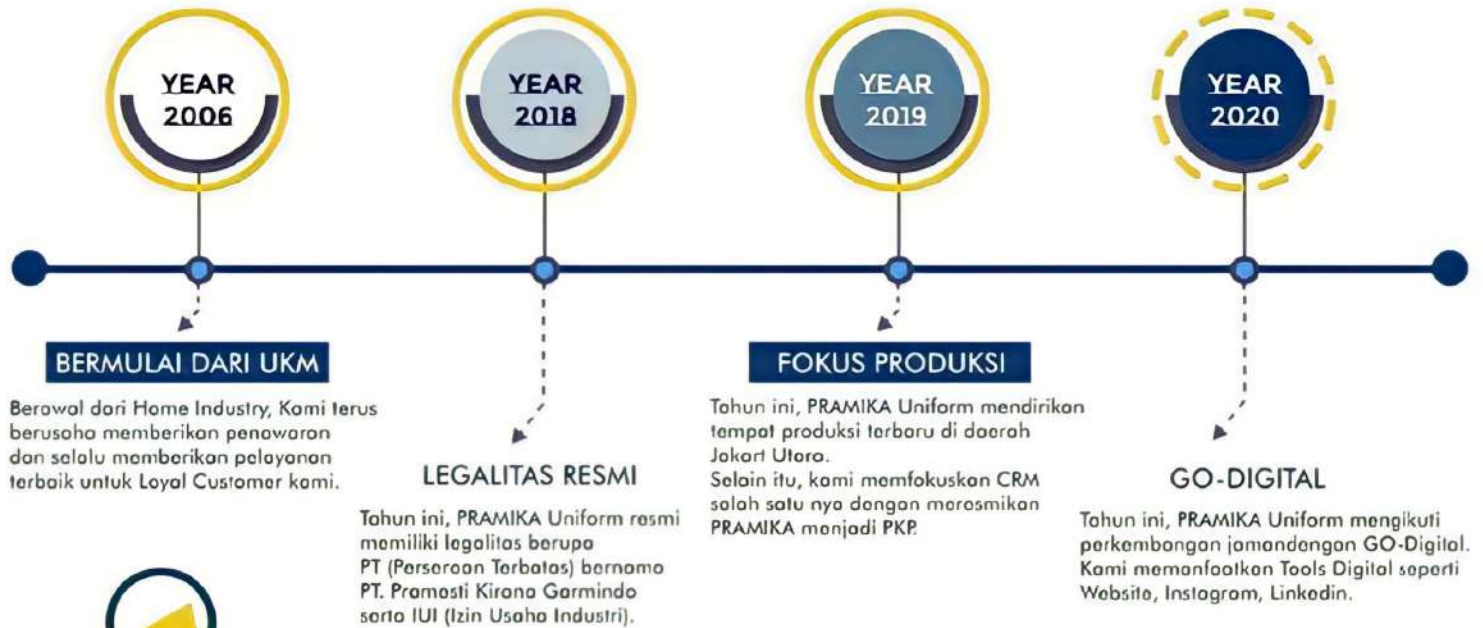 YEAR
2006
YEAR
2018
YEAR
2019
YEAR
2020
BERMULAI DARI UKM
Berawal dari Home Industry, Kami terus
berusaha memberikan penawaran
dan selalu memberikan pelayanan
terbaik untuk Loyal Customer kami.
LEGALITAS RESMI
Tahun ini, PRAMIKA Uniform resmi
memiliki legalitas berupa
PT (Perseroan Terbatas) bernama
PT. Pramesti Kirana Garmindo
serta IUI (Izin Usaha Industri).
FOKUS PRODUKSI
Tahun ini, PRAMIKA Uniform mendirikan
tempat produksi terbaru di daerah
Jakart Utara.
Selain itu, kami memfokuskan CRM
salah satu nya dengan meresmikan
PRAMIKA menjadi PKP.
GO-DIGITAL
Tahun ini, PRAMIKA Uniform mengikuti
perkembangan jamandengan GO-Digital.
Kami memanfaatkan Tools Digital seperti
Website, Instagram, Linkedin.